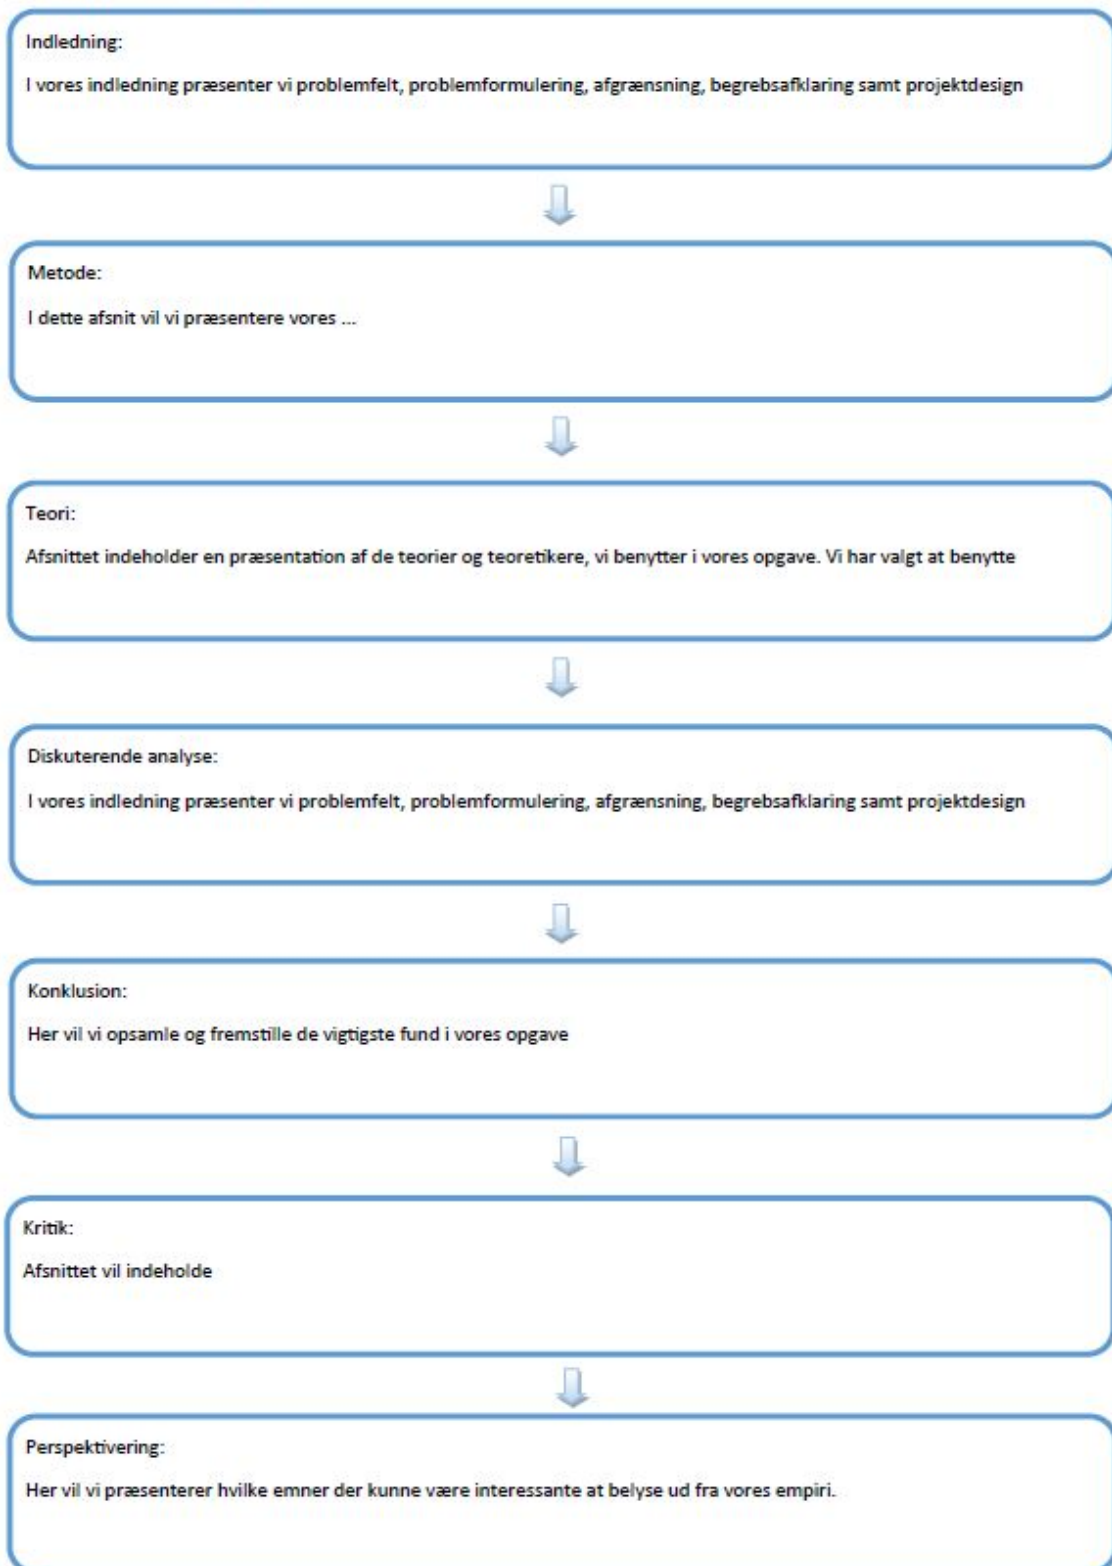 Indledning:
I vores indledning præsenter vi problemfelt, problemformulering, afgrænsning, begrebsafklaring samt projektdesign
Metode:
I dette afsnit vil vi præsentere vores ...
Teori:
Afsnittet indeholder en præsentation af de teorier og teoretikere, vi benytter i vores opgave. Vi har valgt at benytte
Diskuterende analyse:
I vores indledning præsenter vi problemfelt, problemformulering, afgrænsning, begrebsafklaring samt projektdesign
Konklusion:
Her vil vi opsamle og fremstille de vigtigste fund i vores opgave
Kritik:
Afsnittet vil indeholde
Perspektivering:
Her vil vi præsenterer hvilke emner der kunne være interessante at belyse ud fra vores empiri.